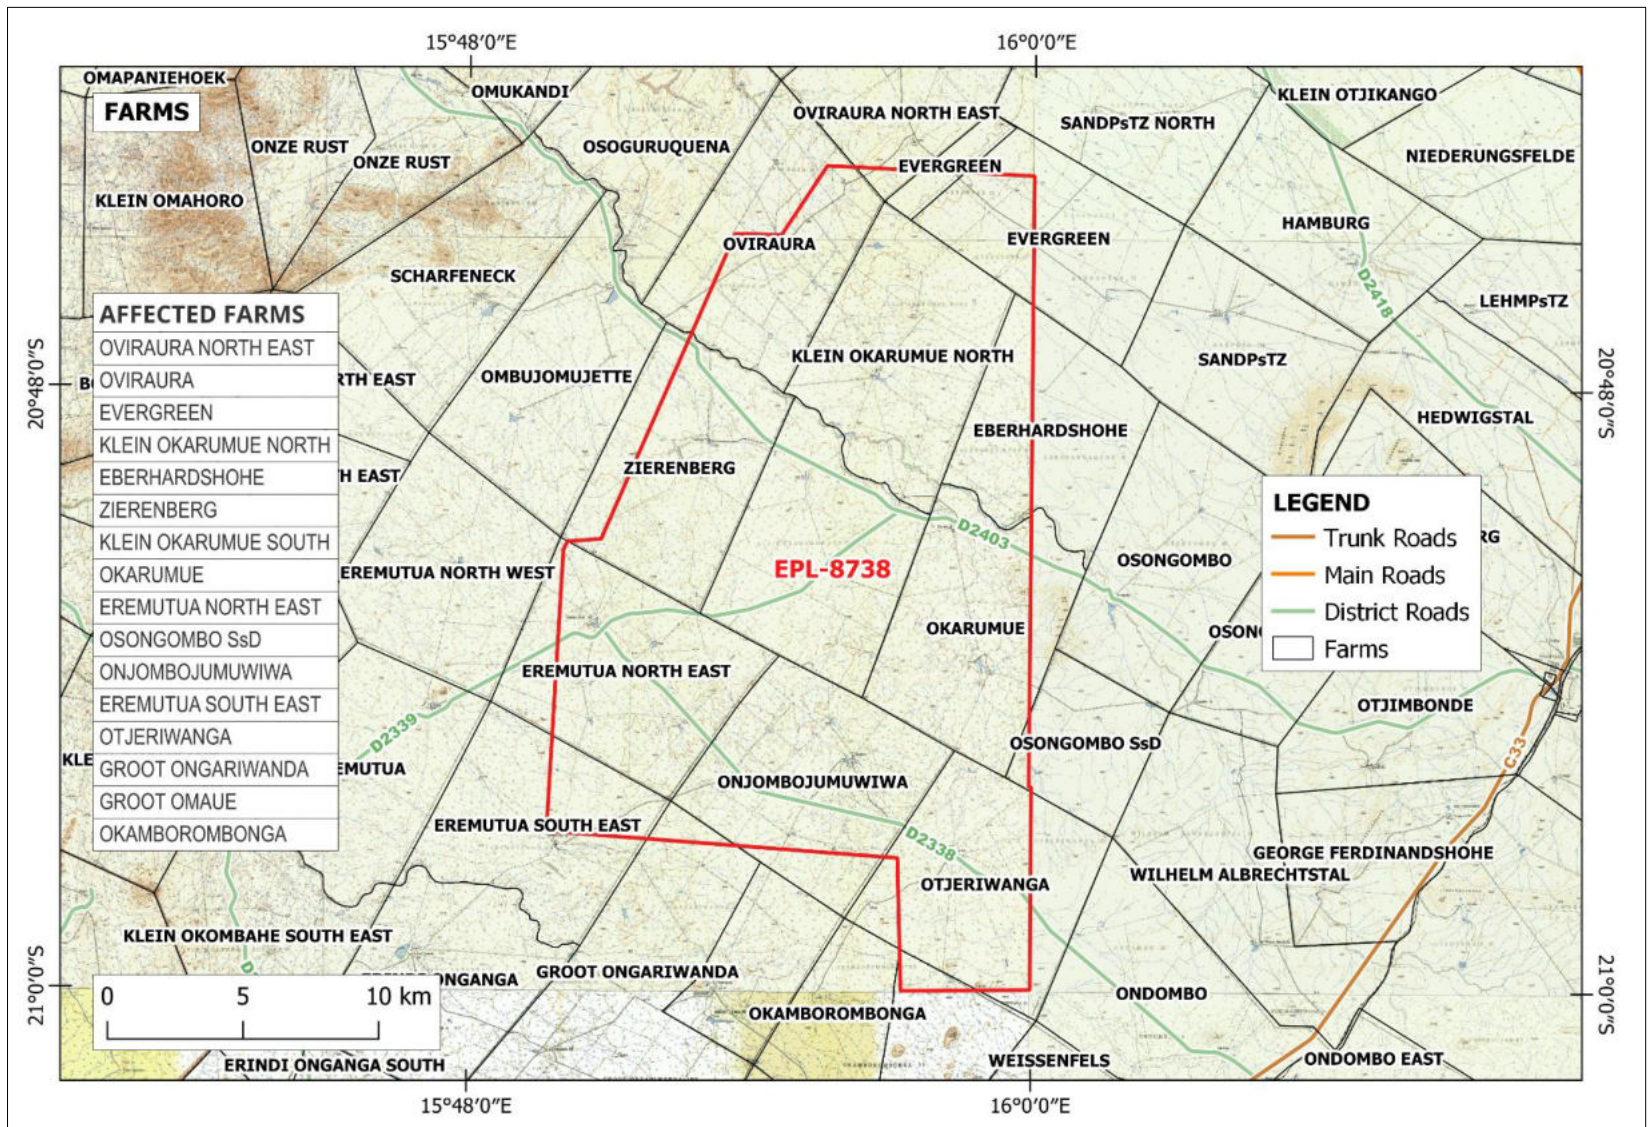 15°48'0"E
16°0'0"E
OMAPANIEHOEK
FARMS
OMUKANDI
OVIRAURA NORTH EAST
KLEIN OTJIKANGO
SANDPsTZ NORTH
ONZE RUST
ONZE RUST
OSOGURUQUENA
EVERGREEN
NIEDERUNGSFELDE
KLEIN OMAHORO
HAMBURG
OVIRAURA
EVERGREEN
SCHARFENECK
D2418
LEHMPsTZ
AFFECTED FARMS
OVIRAURA NORTH EAST
OVIRAURA
EVERGREEN
KLEIN OKARUMUE NORTH
EBERHARDSHOHE
ZIERENBERG
KLEIN OKARUMUE SOUTH
OKARUMUE
EREMUTUA NORTH EAST
OSONGOMBO SsD
ONJOMBOJUMUWIWA
EREMUTUA SOUTH EAST
OTJERIWANGA
GROOT ONGARIWANDA
GROOT OMAUE
OKAMBOROMBONGA
20°48'0"S
20°48'0"S
KLEIN OKARUMUE NORTH
SANDPsTZ
RTH EAST
OMBUJOMUJETTE
HEDWIGSTAL
EBERHARDSHOHE
H EAST
ZIERENBERG
LEGEND
Trunk Roads
Main Roads
District Roads
Farms
RG
D2403
EPL-8738
OSONGOMBO
EREMUTUA NORTH WEST
OKARUMUE
OSON
EREMUTUA NORTH EAST
OTJIMBONDE
D2339
OSONGOMBO SsD
C33
KLE
EMUTUA
ONJOMBOJUMUWIWA
EREMUTUA SOUTH EAST
D2338
GEORGE FERDINANDSHOHE
WILHELM ALBRECHTSTAL
OTJERIWANGA
KLEIN OKOMBAHE SOUTH EAST
GROOT ONGARIWANDA
ONGANGA
21°0'0"S
21°0'0"S
0 5 10 km
ONDOMBO
OKAMBOROMBONGA
ERINDI ONGANGA SOUTH
WEISSENFELS
ONDOMBO EAST
15°48'0"E
16°0'0"E